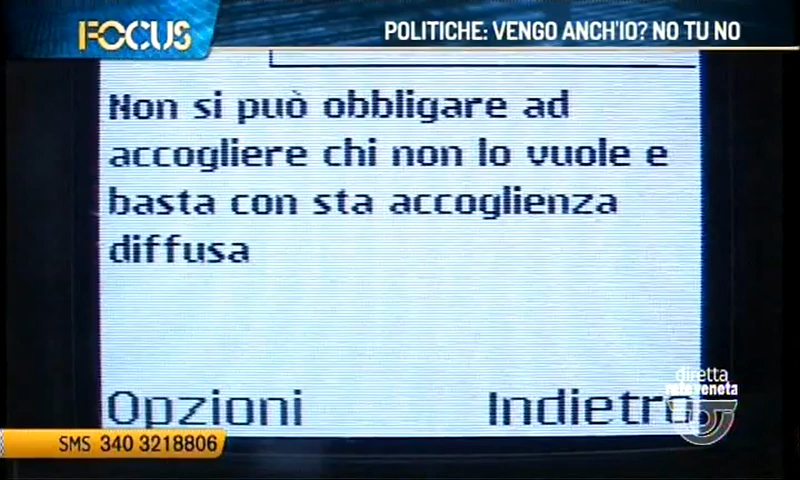 FOCUS
POLITICHE: VENGO ANCH'IO? NO TU NO
Non si può obbligare ad
accogliere chi non lo vuole e
basta con sta accoglienza
diffusa
Opzioni
Indietro
diretta
reteveneta
SMS 340 3218806